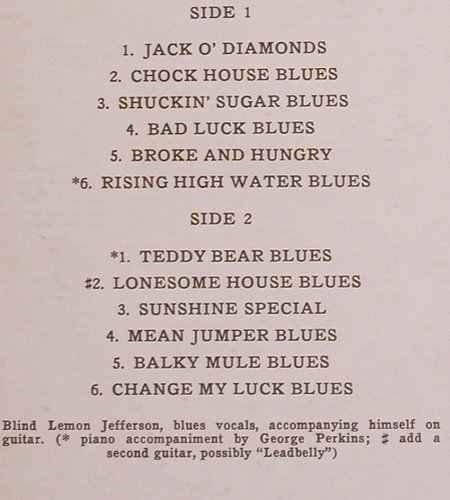 SIDE 1
1. JACK O' DIAMONDS
2. CHOCK HOUSE BLUES
3. SHUCKIN' SUGAR BLUES
4. BAD LUCK BLUES
5. BROKE AND HUNGRY
*6. RISING HIGH WATER BLUES
SIDE 2
*1. TEDDY BEAR BLUES
♯2. LONESOME HOUSE BLUES
3. SUNSHINE SPECIAL
4. MEAN JUMPER BLUES
5. BALKY MULE BLUES
6. CHANGE MY LUCK BLUES
Blind Lemon Jefferson, blues vocals, accompanying himself on
guitar. (* piano accompaniment by George Perkins; ♯ add a
second guitar, possibly "Leadbelly")